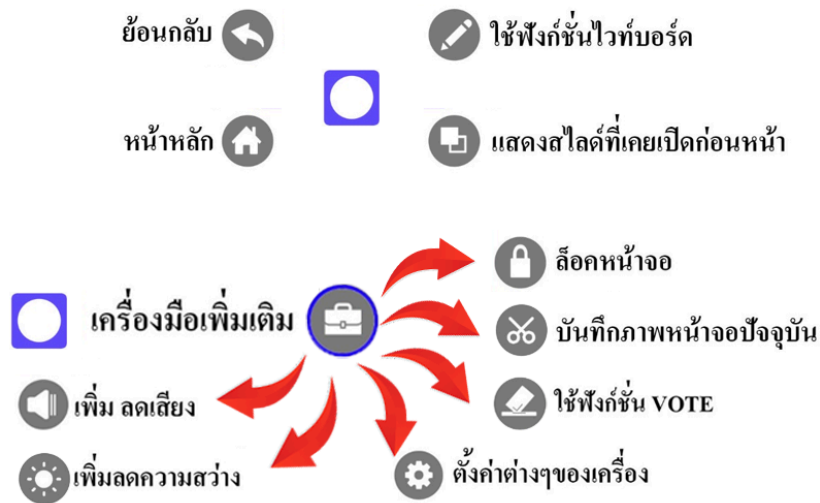 ย้อนกลับ
ใช้ฟังก์ชั่นไวท์บอร์ด
หน้าหลัก
แสดงสไลด์ที่เคยเปิดก่อนหน้า
ล็อคหน้าจอ
เครื่องมือเพิ่มเติม
บันทึกภาพหน้าจอปัจจุบัน
เพิ่ม ลดเสียง
ใช้ฟังก์ชั่น VOTE
เพิ่มลดความสว่าง
ตั้งค่าต่างๆของเครื่อง